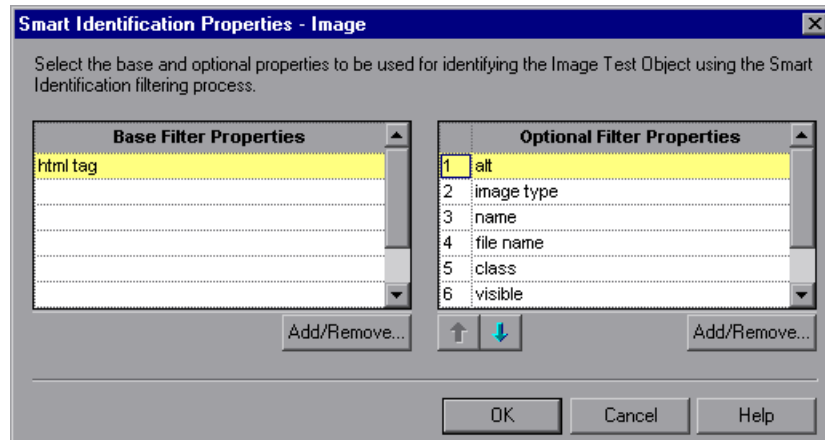 Smart Identification Properties - Image
Select the base and optional properties to be used for identifying the Image Test Object using the Smart
Identification filtering process.
Base Filter Properties
html tag
Optional Filter Properties
1 alt
2 image type
3 name
4 file name
5 class
6 visible
Add/Remove...
Add/Remove...
OK Cancel Help